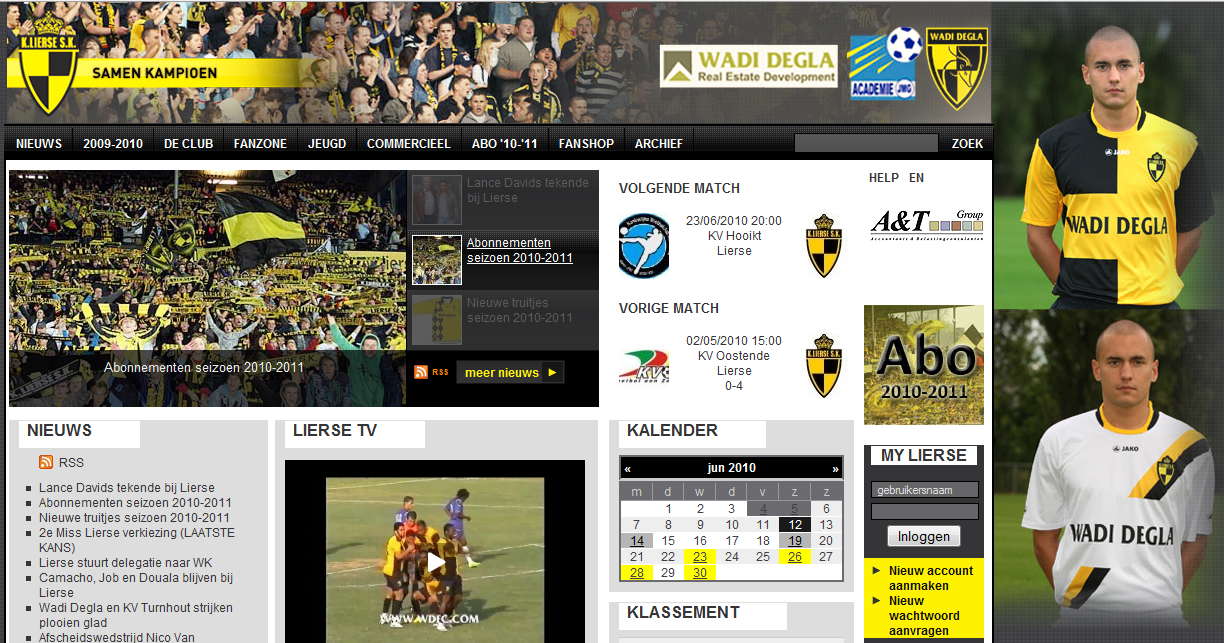 K.LIERSE S.K.
SAMEN KAMPIOEN
WADI DEGLA
Real Estate Development
ACADEMIE JMG
WADI DEGLA
NIEUWS
2009-2010
DE CLUB
FANZONE
JEUGD
COMMERCIEEL
ABO '10-'11
FANSHOP
ARCHIEF
ZOEK
Lance Davids tekende
bij Lierse
Abonnementen
seizoen 2010-2011
Nieuwe truitjes
seizoen 2010-2011
Abonnementen seizoen 2010-2011
RSS
meer nieuws
VOLGENDE MATCH
23/06/2010 20:00
KV Hooikt
Lierse
K.LIERSE S.K.
VORIGE MATCH
02/05/2010 15:00
KV Oostende
Lierse
0-4
KVO
K.LIERSE S.K.
HELP EN
A&T Group
Accountants & Belastingconsulenten
Abo
2010-2011
JAKO
WADI DEGLA
JAKO
WADI DEGLA
NIEUWS
RSS
Lance Davids tekende bij Lierse
Abonnementen seizoen 2010-2011
Nieuwe truitjes seizoen 2010-2011
2e Miss Lierse verkiezing (LAATSTE
KANS)
Lierse stuurt delegatie naar WK
Camacho, Job en Douala blijven bij
Lierse
Wadi Degla en KV Turnhout strijken
plooien glad
Afscheidswedstrijd Nico Van
LIERSE TV
WWW.WDFC.COM
KALENDER
« jun 2010 »
m d w d v z z
1 2 3 4 5 6
7 8 9 10 11 12 13
14 15 16 17 18 19 20
21 22 23 24 25 26 27
28 29 30
KLASSEMENT
MY LIERSE
gebruikersnaam
Inloggen
Nieuw account
aanmaken
Nieuw
wachtwoord
aanvragen